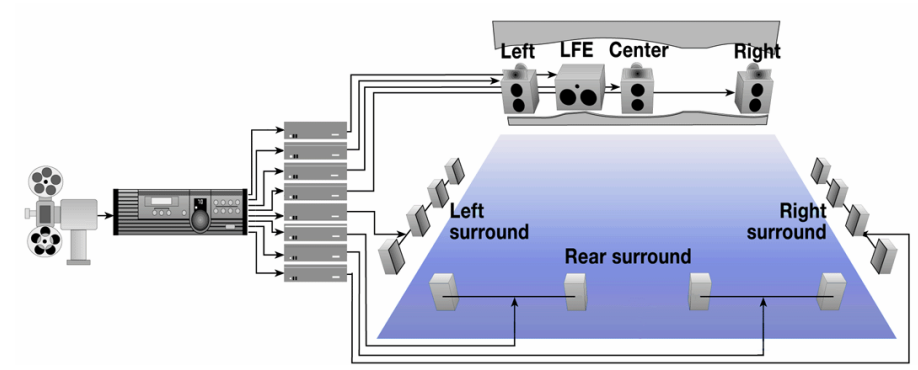 Left LFE Center Right
Left
surround
Right
surround
Rear surround